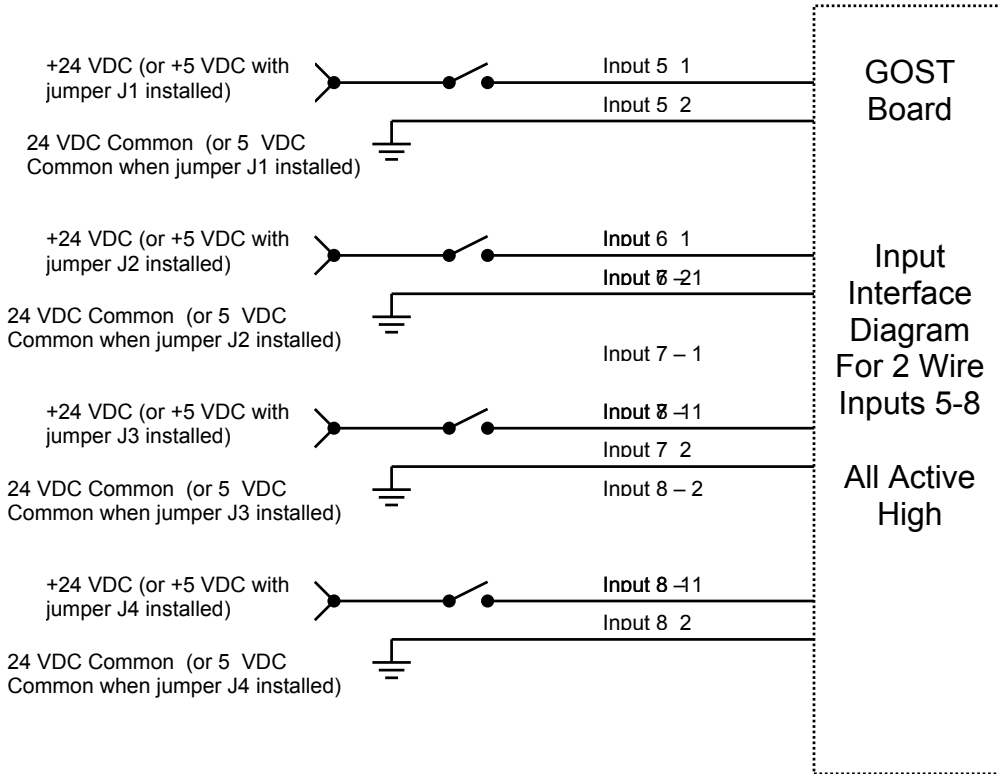 +24 VDC (or +5 VDC with
jumper J1 installed)
Input 5 1
Input 5 2
24 VDC Common (or 5 VDC
Common when jumper J1 installed)
+24 VDC (or +5 VDC with
jumper J2 installed)
Input 6 1
Input
24 VDC Common (or 5 VDC
Common when jumper J2 installed)
Input 7 – 1
+24 VDC (or +5 VDC with
jumper J3 installed)
Input
Input 7 2
24 VDC Common (or 5 VDC
Common when jumper J3 installed)
Input 8 – 2
+24 VDC (or +5 VDC with
jumper J4 installed)
Input 8
Input 8 2
24 VDC Common (or 5 VDC
Common when jumper J4 installed)
GOST
Board
Input
Interface
Diagram
For 2 Wire
Inputs 5-8
All Active
High